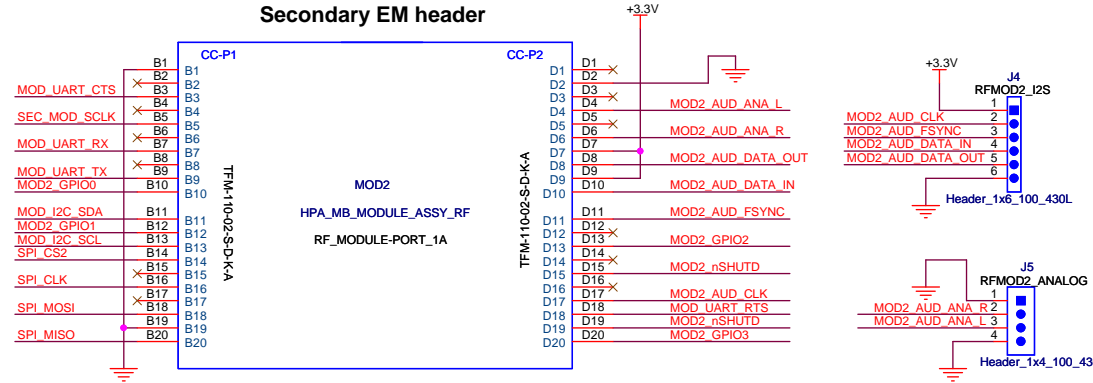 Secondary EM header
+3.3V
CC-P1
CC-P2
B1 B1
B2 B2
MOD_UART_CTS B3 B3
B4 B4
SEC_MOD_SCLK B5 B5
B6 B6
MOD_UART_RX B7 B7
B8 B8
MOD_UART_TX B9 B9
MOD2_GPIO0 B10 B10
MOD_I2C_SDA B11 B11
MOD2_GPIO1 B12 B12
MOD_I2C_SCL B13 B13
SPI_CS2 B14 B14
B15 B15
SPI_CLK B16 B16
B17 B17
SPI_MOSI B18 B18
B19 B19
SPI_MISO B20 B20
TFM-110-02-S-D-K-A
MOD2
HPA_MB_MODULE_ASSY_RF
RF_MODULE-PORT_1A
TFM-110-02-S-D-K-A
D1 D1
D2 D2
D3 D3
D4 D4 MOD2_AUD_ANA_L
D5 D5
D6 D6 MOD2_AUD_ANA_R
D7 D7
D8 D8 MOD2_AUD_DATA_OUT
D9 D9
D10 D10 MOD2_AUD_DATA_IN
D11 D11 MOD2_AUD_FSYNC
D12 D12
D13 D13 MOD2_GPIO2
D14 D14
D15 D15 MOD2_nSHUTD
D16 D16
D17 D17 MOD2_AUD_CLK
D18 D18 MOD_UART_RTS
D19 D19 MOD2_nSHUTD
D20 D20 MOD2_GPIO3
+3.3V
J4
RFMOD2_I2S
1
MOD2_AUD_CLK 2
MOD2_AUD_FSYNC 3
MOD2_AUD_DATA_IN 4
MOD2_AUD_DATA_OUT 5
6
Header_1x6_100_430L
J5
RFMOD2_ANALOG
1
MOD2_AUD_ANA_R 2
MOD2_AUD_ANA_L 3
4
Header_1x4_100_43